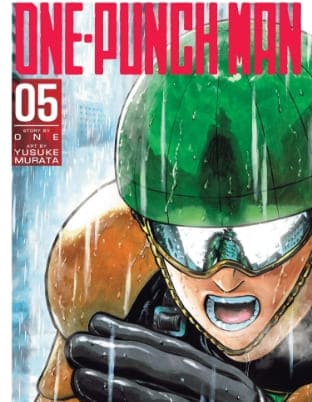 ONE-PUNCH MAN
05
STORY BY
ONE
ART BY
YUSUKE
MURATA